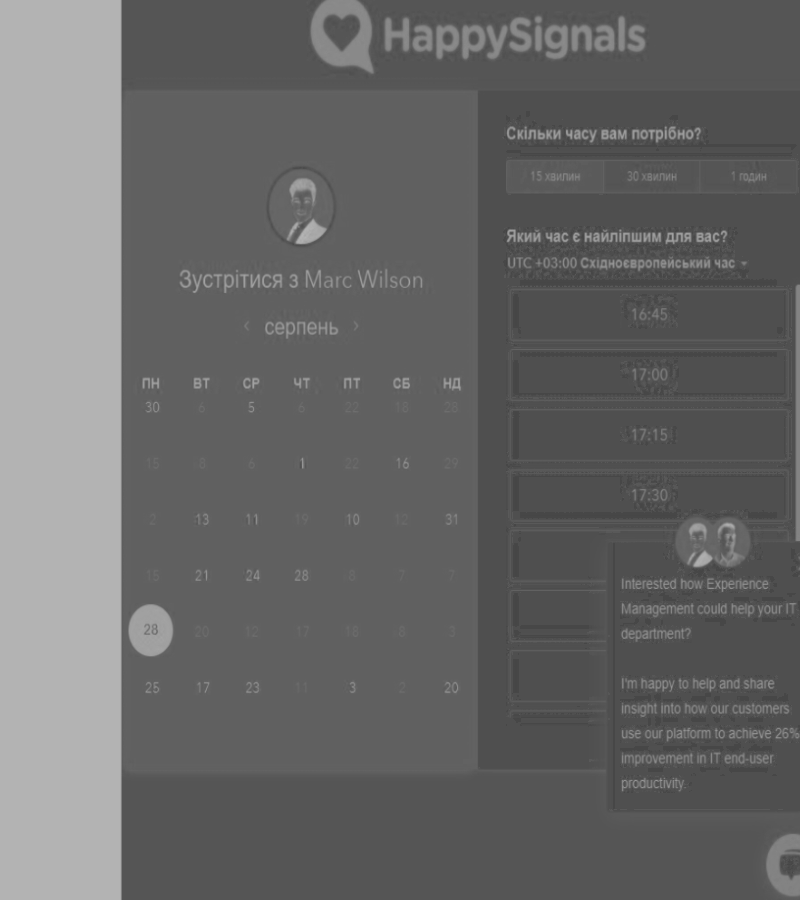 HappySignals
Зустрітися з Marc Wilson
серпень
ПН ВТ СР ЧТ ПТ СБ НД
30 6 5 6 22 18 28
15 8 6 1 22 16 29
2 13 11 19 10 12 31
15 21 24 28 8 7 7
28 20 12 17 18 8 3
25 17 23 11 3 2 20
Скільки часу вам потрібно?
15 хвилин 30 хвилин 1 годин
Який час є найліпшим для вас?
UTC +03:00 Східноєвропейський час
16:45
17:00
17:15
17:30
Interested how Experience
Management could help your IT
department?
I'm happy to help and share
insight into how our customers
use our platform to achieve 26%
improvement in IT end-user
productivity.